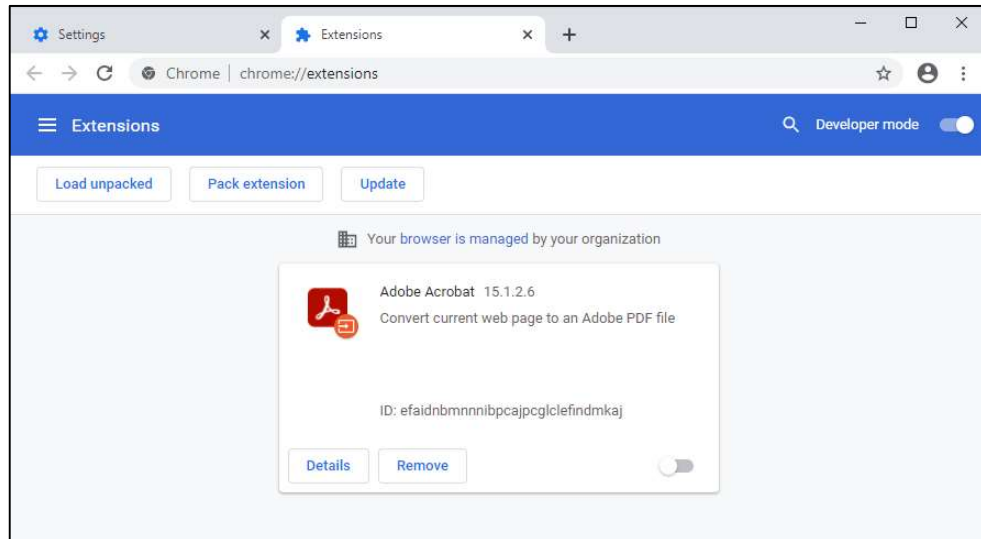 Settings
Extensions
Chrome | chrome://extensions
Extensions
Developer mode
Load unpacked
Pack extension
Update
Your browser is managed by your organization
Adobe Acrobat 15.1.2.6
Convert current web page to an Adobe PDF file
ID: efaidnbmnnnibpcajpcglclefindmkaj
Details
Remove